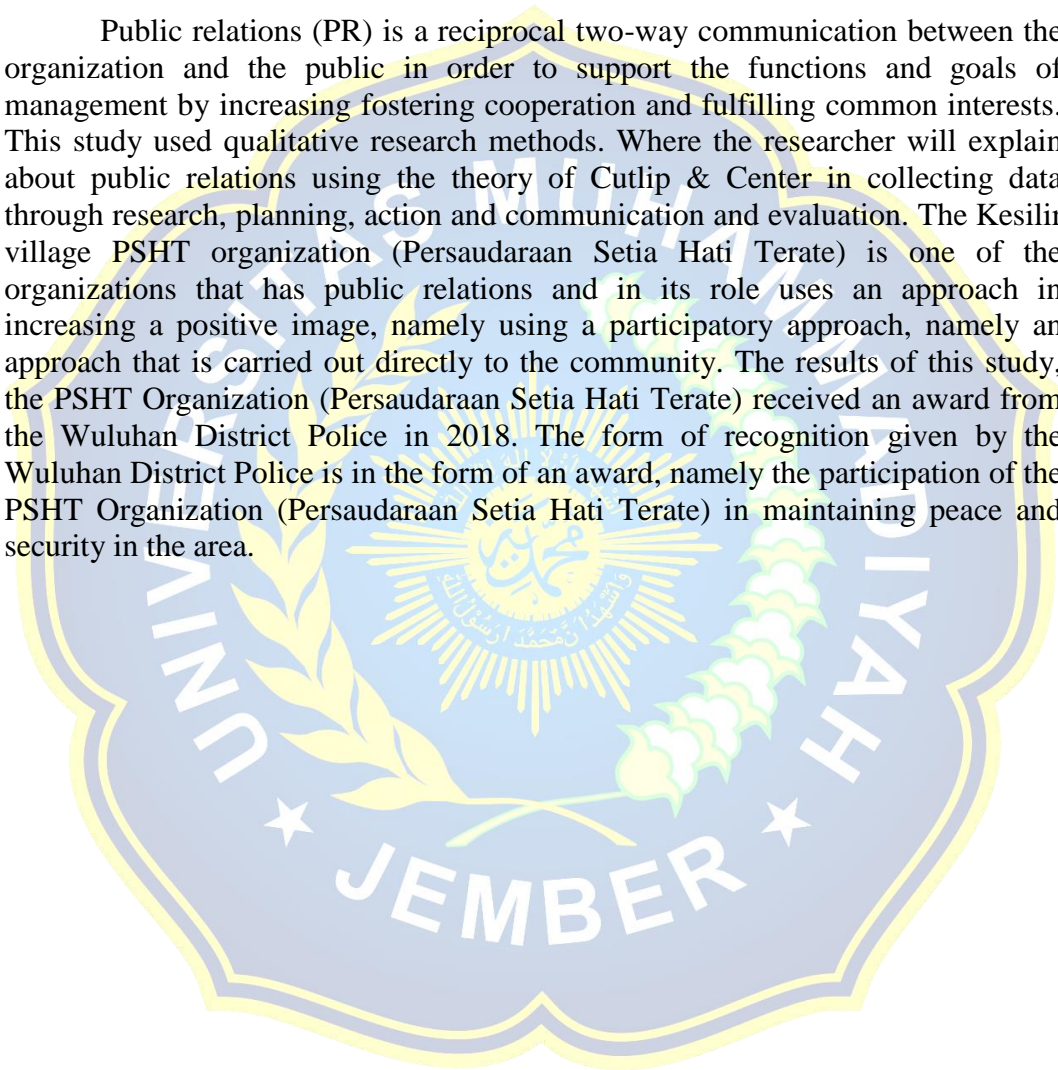 Public relations (PR) is a reciprocal two-way communication between the
organization and the public in order to support the functions and goals of
management by increasing fostering cooperation and fulfilling common interests.
This study used qualitative research methods. Where the researcher will explain
about public relations using the theory of Cutlip & Center in collecting data
through research, planning, action and communication and evaluation. The Kesilir
village PSHT organization (Persaudaraan Setia Hati Terate) is one of the
organizations that has public relations and in its role uses an approach in
increasing a positive image, namely using a participatory approach, namely an
approach that is carried out directly to the community. The results of this study,
the PSHT Organization (Persaudaraan Setia Hati Terate) received an award from
the Wuluhan District Police in 2018. The form of recognition given by the
Wuluhan District Police is in the form of an award, namely the participation of the
PSHT Organization (Persaudaraan Setia Hati Terate) in maintaining peace and
security in the area.
UNIVERSITAS MUHAMMADIYAH
محمدية
وَاَشْهَدُ اَنَّ مُحَمَّدًا رَسُوْلُ اللهِ
JEMBER